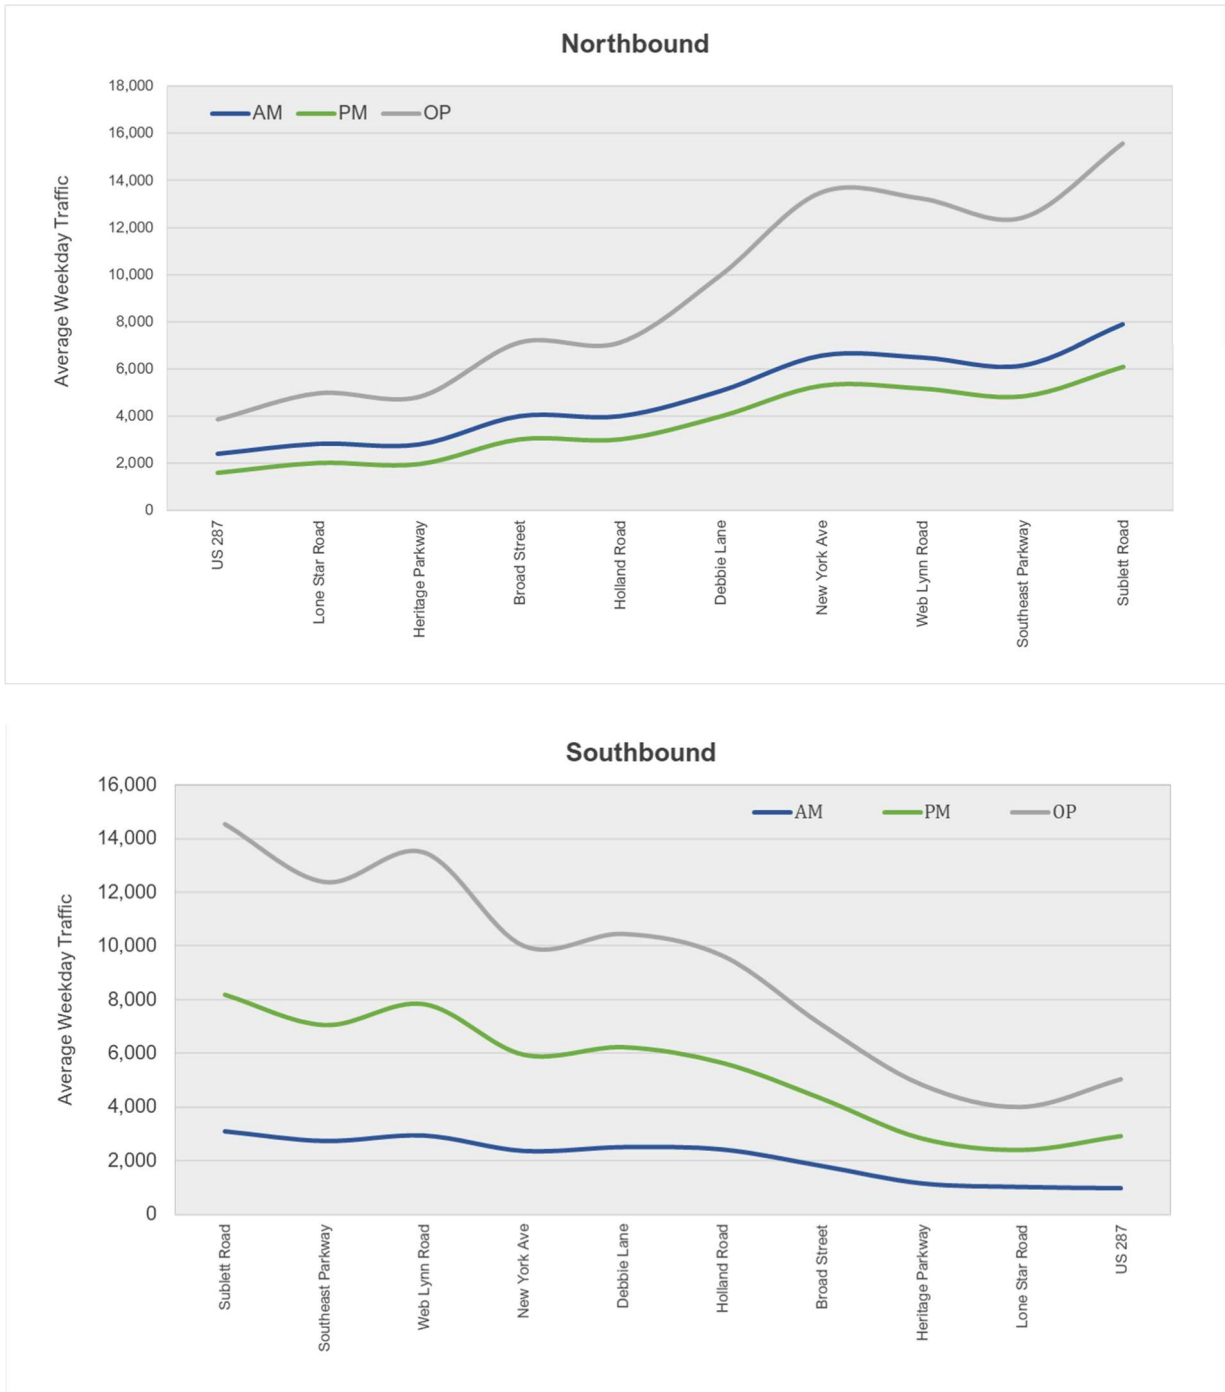 Northbound
18,000
16,000
14,000
12,000
10,000
8,000
6,000
4,000
2,000
0
Average Weekday Traffic
AM PM OP
US 287
Lone Star Road
Heritage Parkway
Broad Street
Holland Road
Debbie Lane
New York Ave
Web Lynn Road
Southeast Parkway
Sublett Road
Southbound
16,000
14,000
12,000
10,000
8,000
6,000
4,000
2,000
0
Average Weekday Traffic
AM PM OP
Sublett Road
Southeast Parkway
Web Lynn Road
New York Ave
Debbie Lane
Holland Road
Broad Street
Heritage Parkway
Lone Star Road
US 287